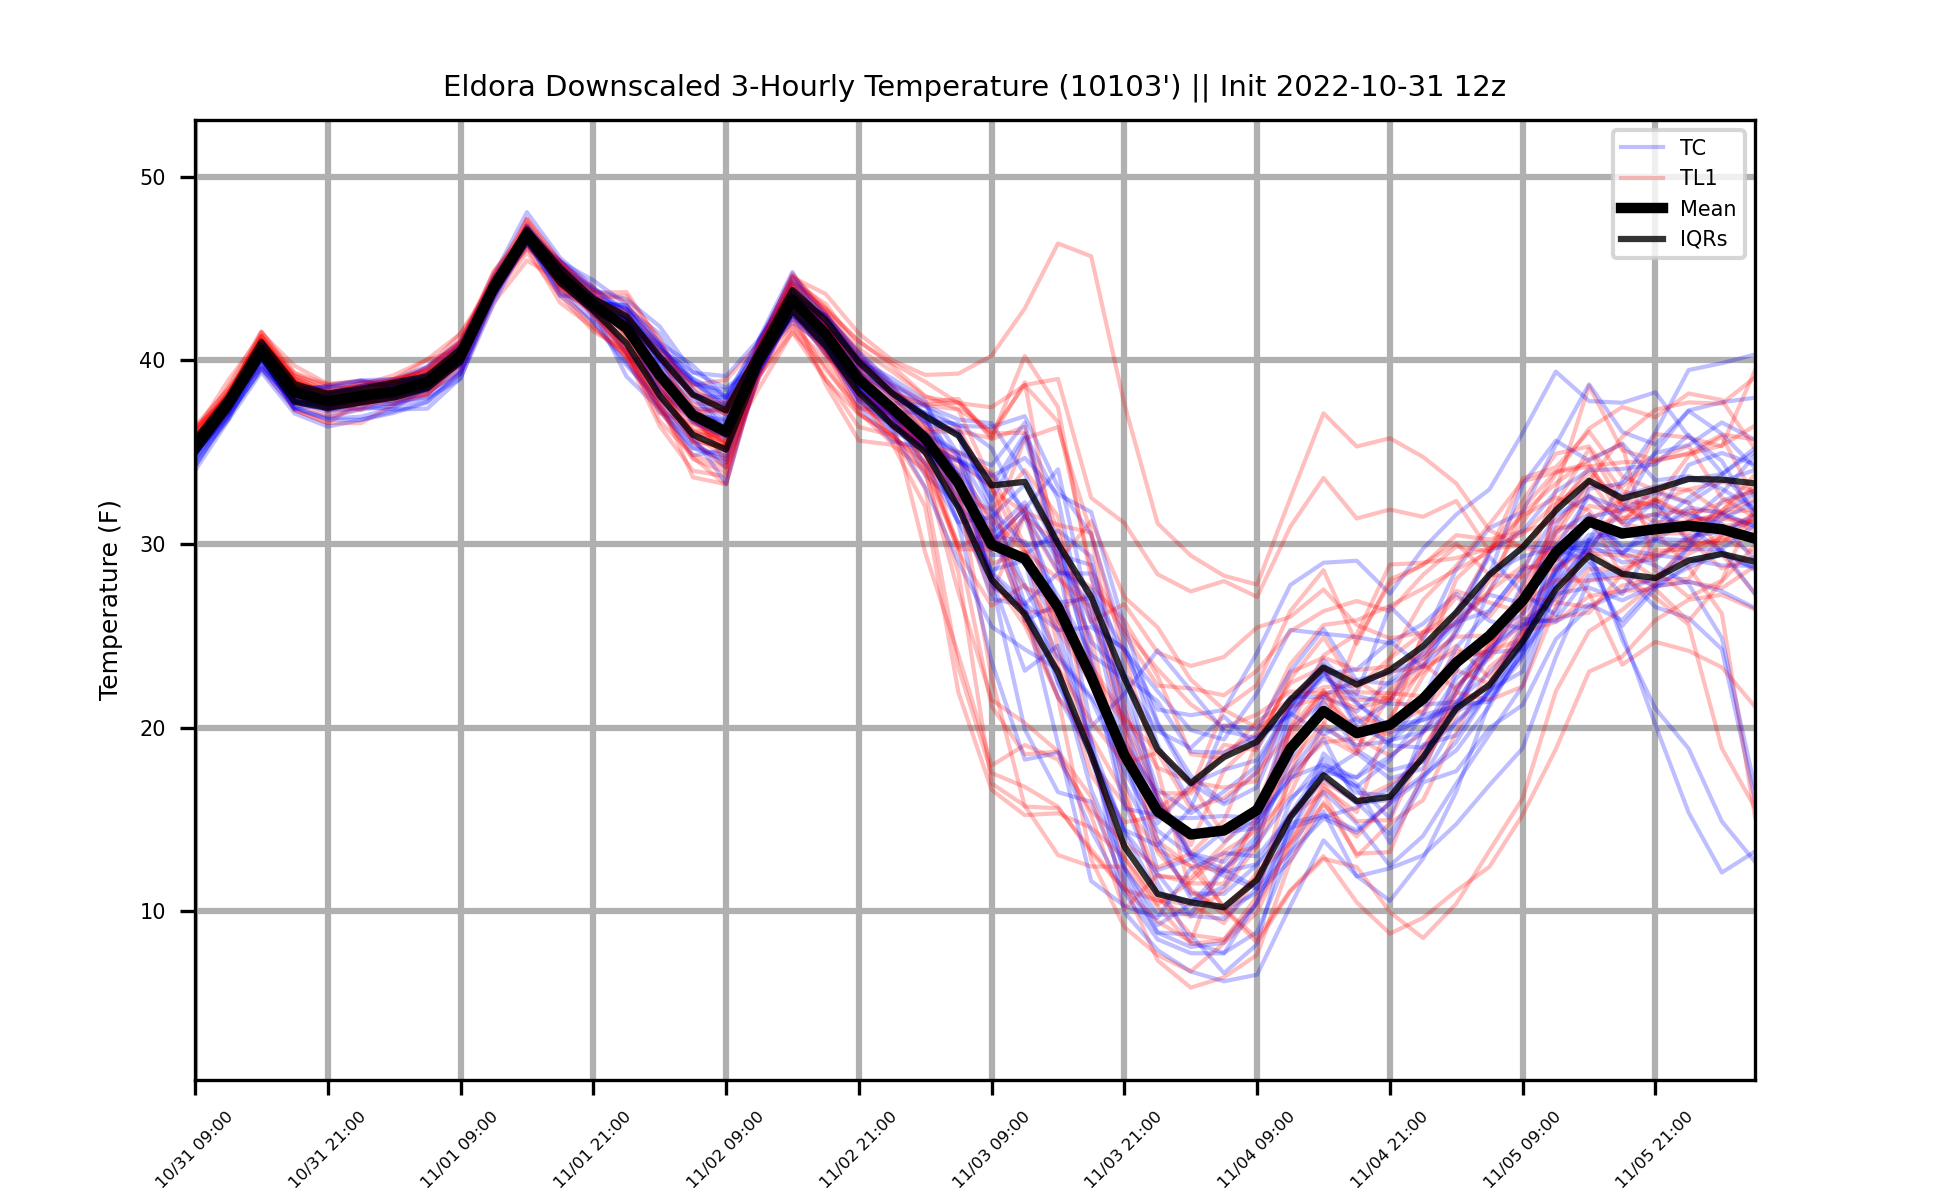 Eldora Downscaled 3-Hourly Temperature (10103') || Init 2022-10-31 12z
TC
TL1
Mean
IQRs
Temperature (F)
50
40
30
20
10
10/31 09:00
10/31 21:00
11/01 09:00
11/01 21:00
11/02 09:00
11/02 21:00
11/03 09:00
11/03 21:00
11/04 09:00
11/04 21:00
11/05 09:00
11/05 21:00